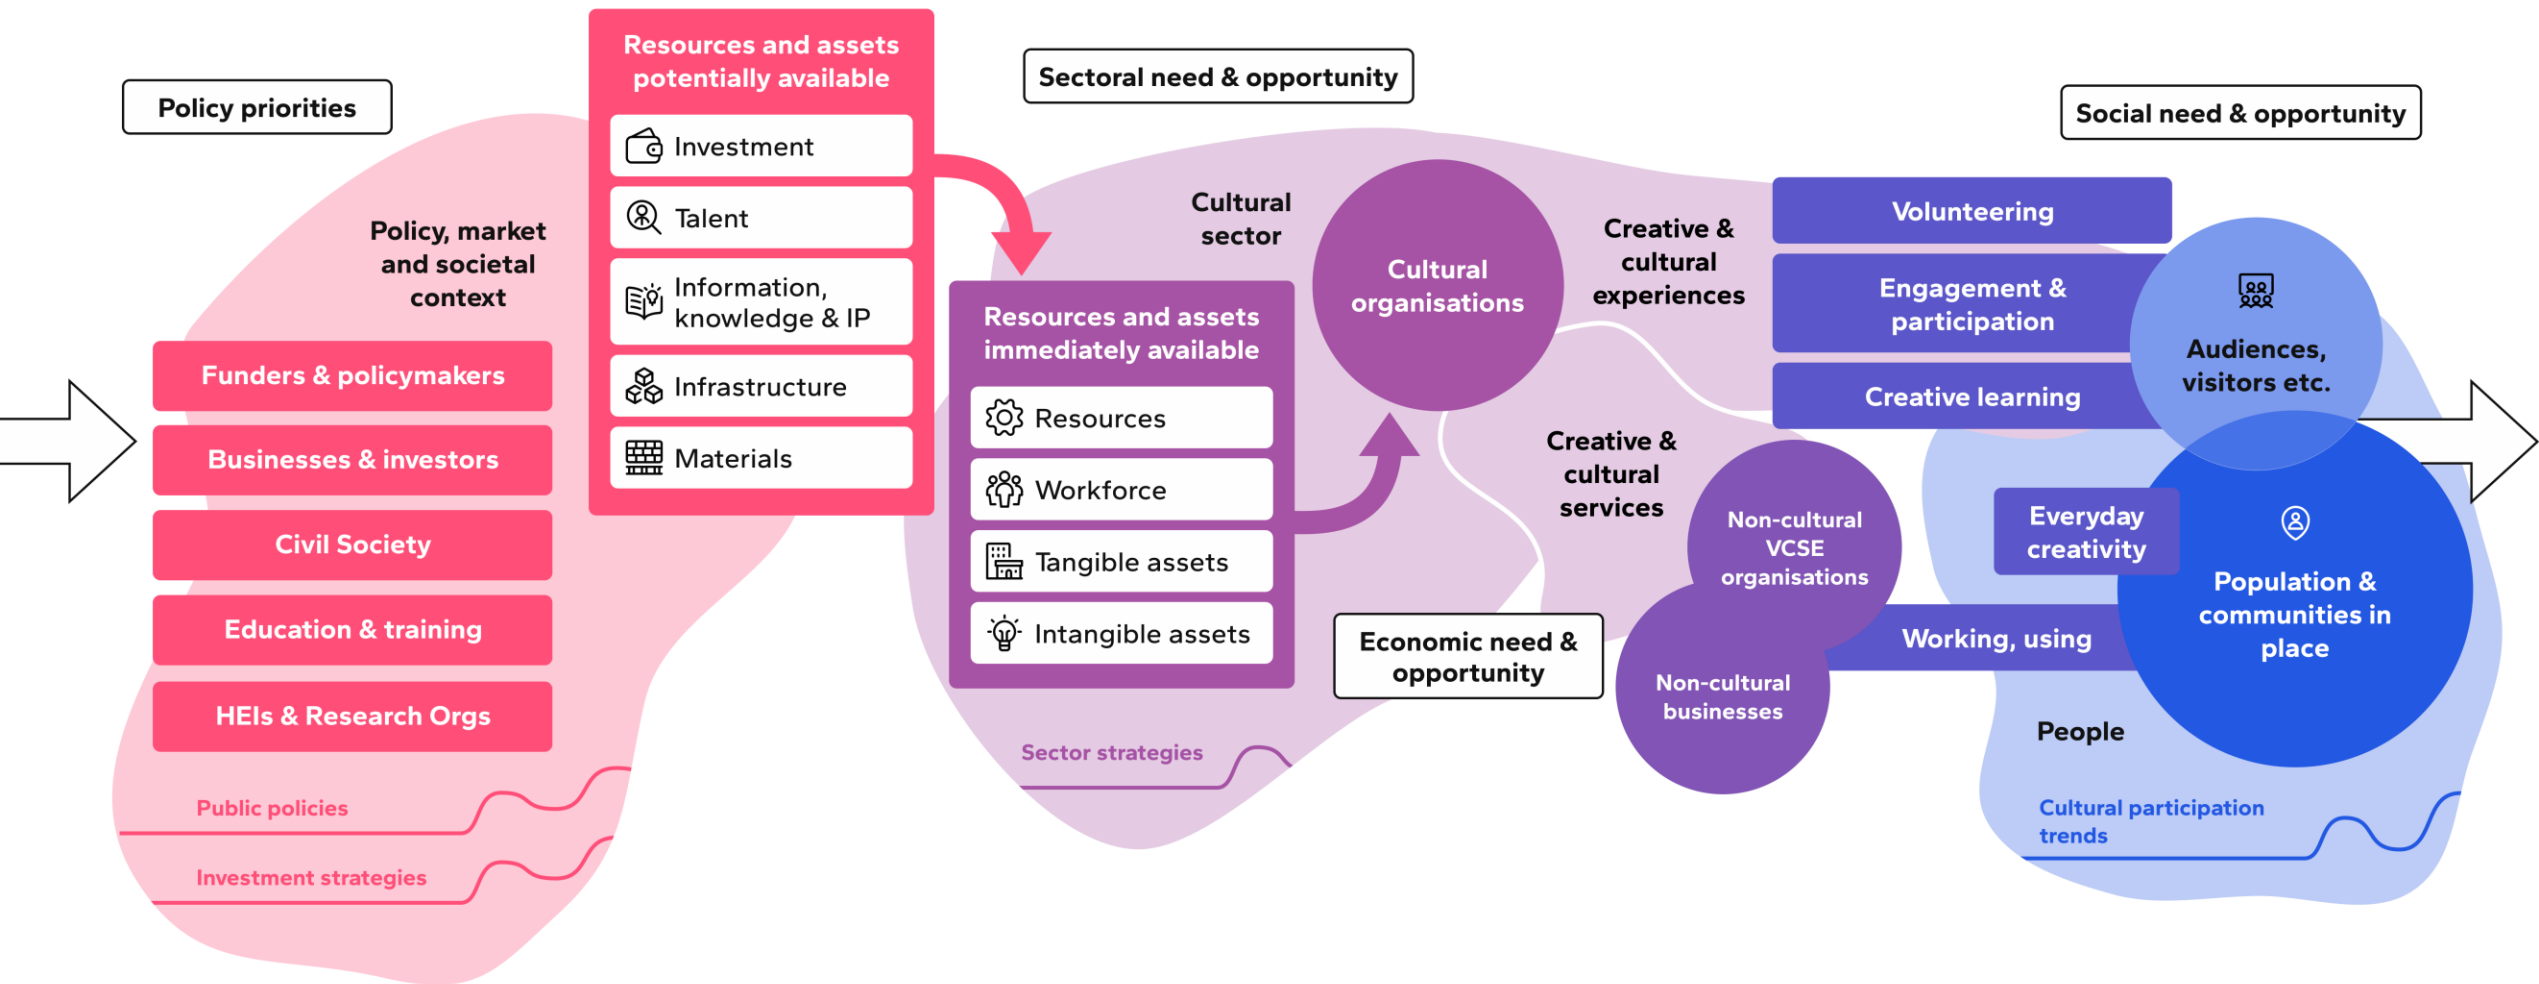 Policy priorities
Policy, market
and societal
context
Funders & policymakers
Businesses & investors
Civil Society
Education & training
HEIs & Research Orgs
Public policies
Investment strategies
Resources and assets
potentially available
Investment
Talent
Information,
knowledge & IP
Infrastructure
Materials
Sectoral need & opportunity
Cultural
sector
Resources and assets
immediately available
Resources
Workforce
Tangible assets
Intangible assets
Sector strategies
Cultural
organisations
Creative &
cultural
experiences
Creative &
cultural
services
Economic need &
opportunity
Non-cultural
VCSE
organisations
Non-cultural
businesses
Social need & opportunity
Volunteering
Engagement &
participation
Creative learning
Audiences,
visitors etc.
Everyday
creativity
Working, using
Population &
communities in
place
People
Cultural participation
trends